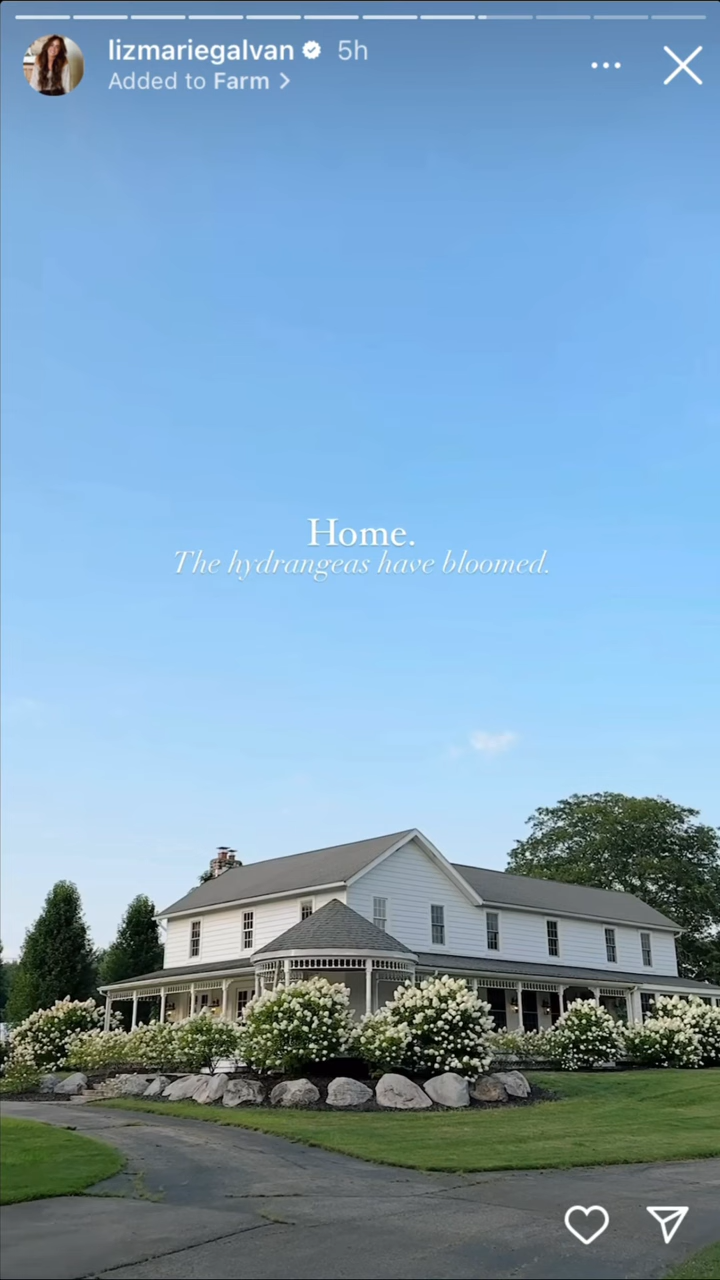 lizmariegalvan 5h
Added to Farm >
Home.
The hydrangeas have bloomed.